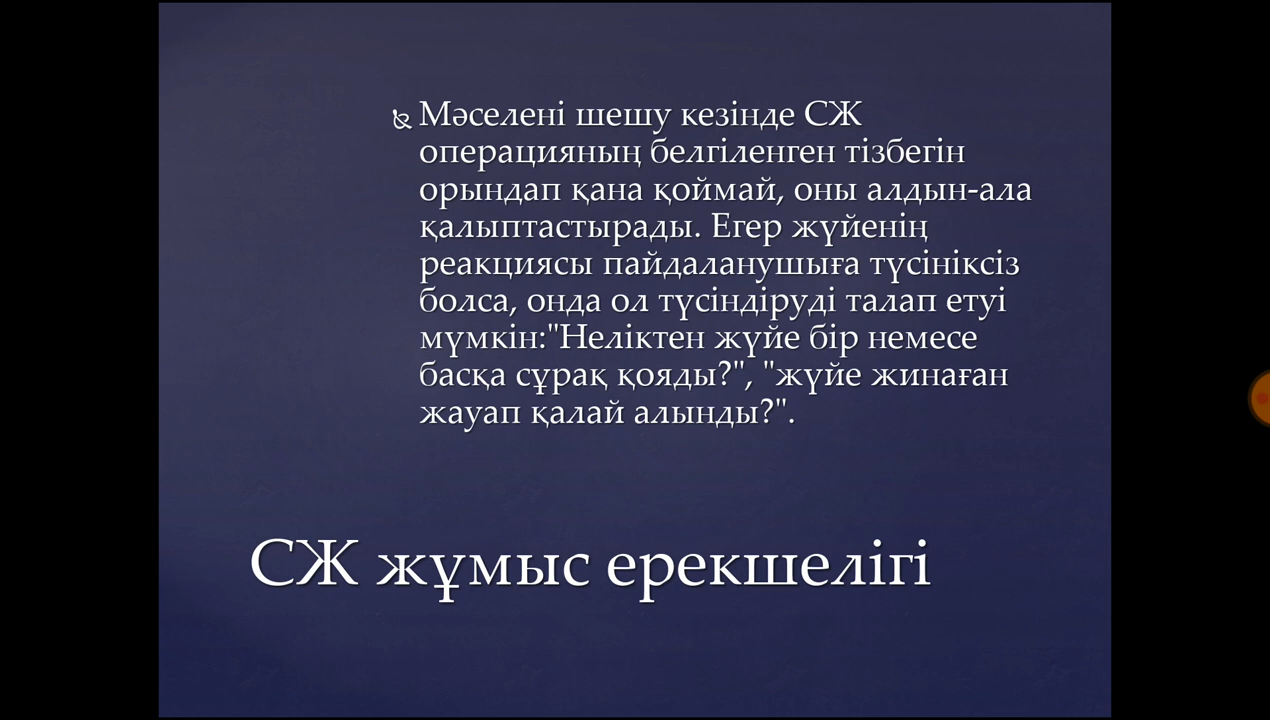 Мәселені шешу кезінде СЖ
операцияның белгіленген тізбегін
орындап қана қоймай, оны алдын-ала
қалыптастырады. Егер жүйенің
реакциясы пайдаланушыға түсініксіз
болса, онда ол түсіндіруді талап етуі
мүмкін:"Неліктен жүйе бір немесе
басқа сұрақ қояды?", "жүйе жинаған
жауап қалай алынды?".
СЖ жұмыс ерекшелігі